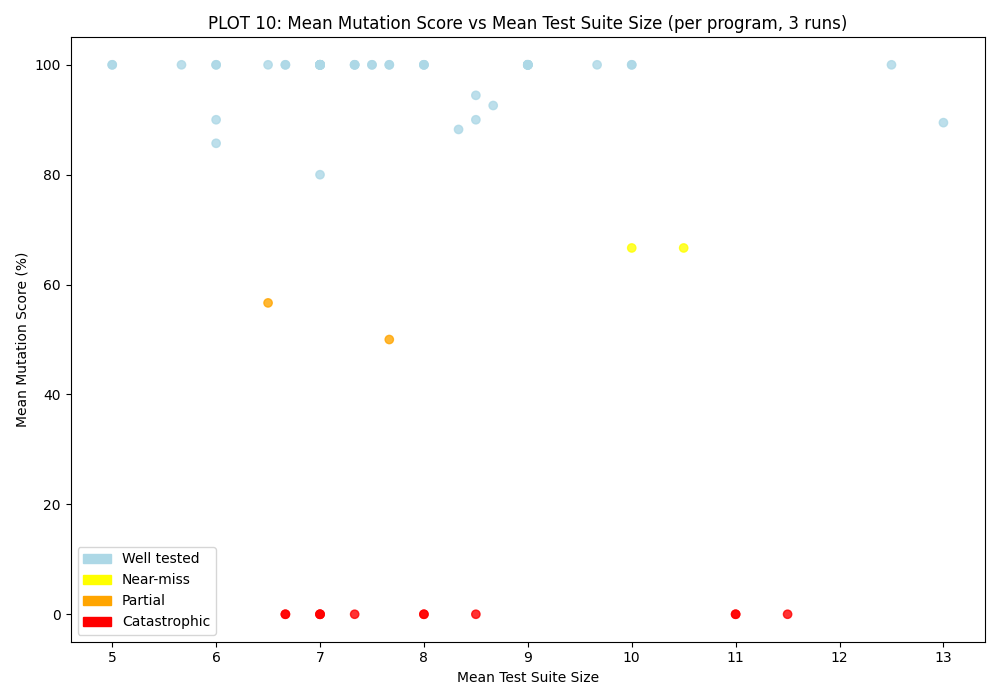 PLOT 10: Mean Mutation Score vs Mean Test Suite Size (per program, 3 runs)
Mean Mutation Score (%)
100
80
60
40
20
0
Well tested
Near-miss
Partial
Catastrophic
5 6 7 8 9 10 11 12 13
Mean Test Suite Size